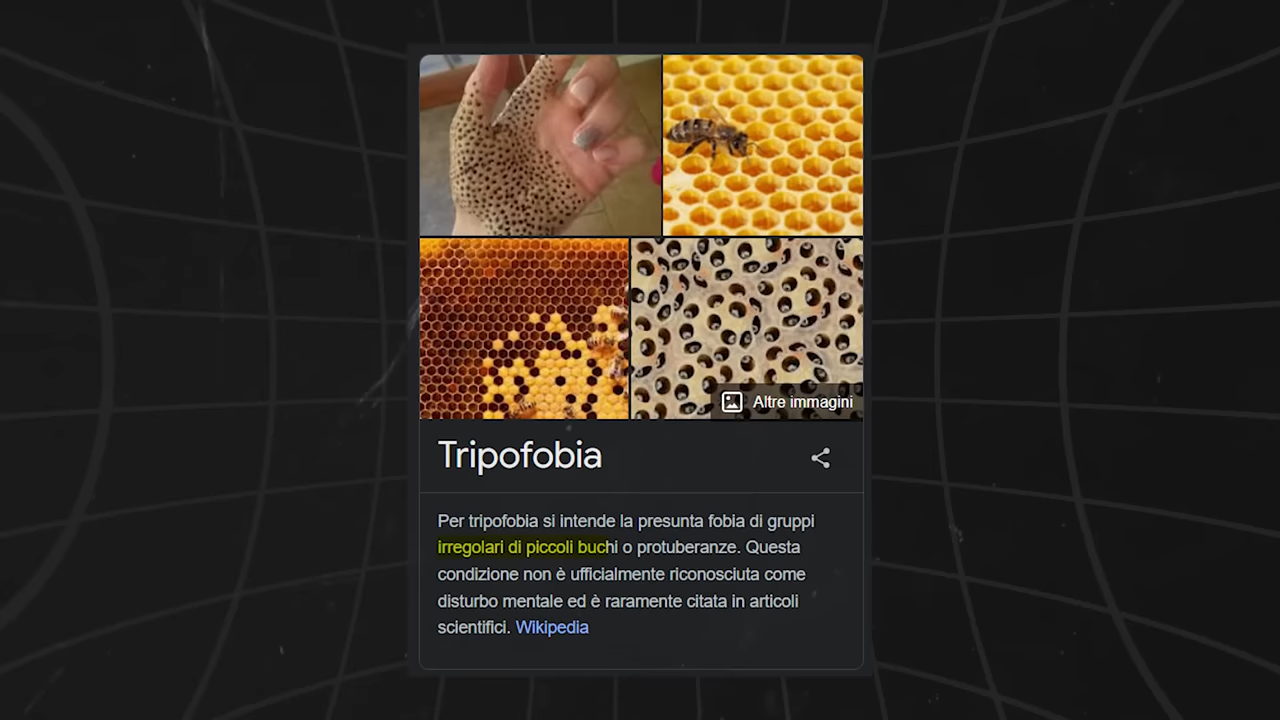 Altre immagini
Tripofobia
Per tripofobia si intende la presunta fobia di gruppi
irregolari di piccoli buchi o protuberanze. Questa
condizione non è ufficialmente riconosciuta come
disturbo mentale ed è raramente citata in articoli
scientifici. Wikipedia